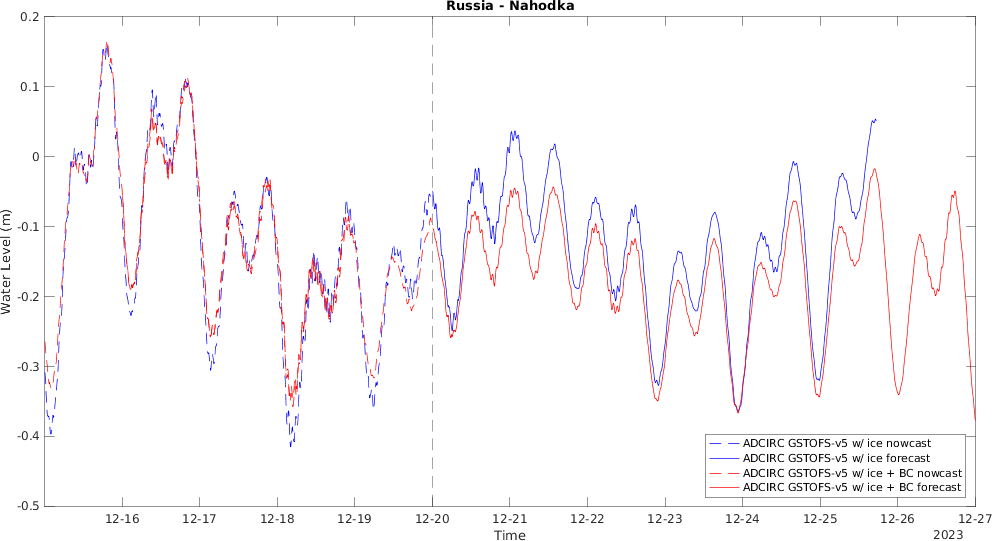 Russia - Nahodka
Water Level (m)
0.2
0.1
0
-0.1
-0.2
-0.3
-0.4
-0.5
ADCIRC GSTOFS-v5 w/ ice nowcast
ADCIRC GSTOFS-v5 w/ ice forecast
ADCIRC GSTOFS-v5 w/ ice + BC nowcast
ADCIRC GSTOFS-v5 w/ ice + BC forecast
12-16 12-17 12-18 12-19 12-20 12-21 12-22 12-23 12-24 12-25 12-26 12-27
Time
2023